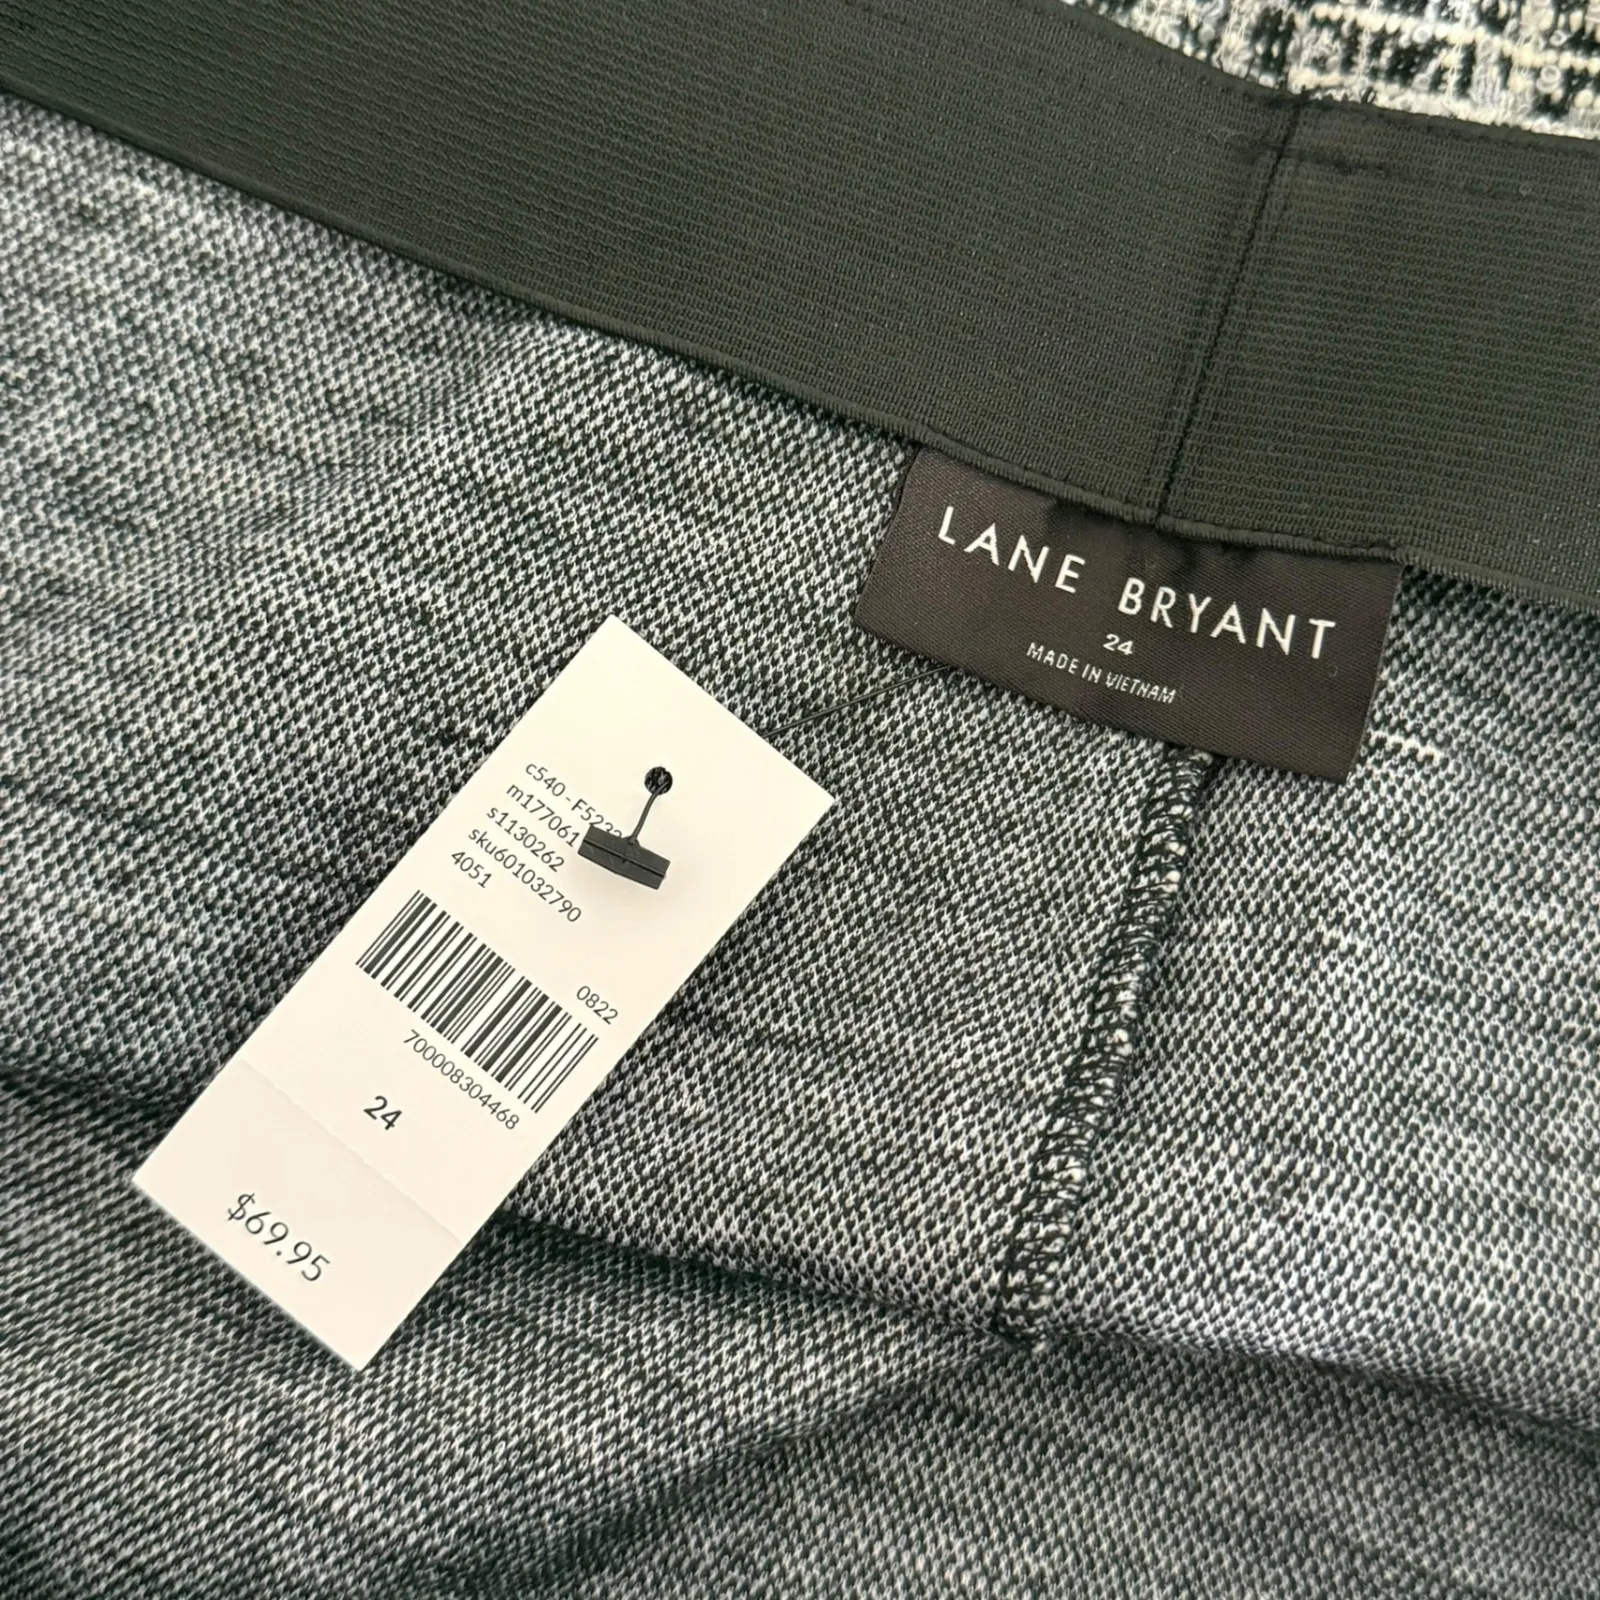 LANE BRYANT
24
MADE IN VIETNAM
c540 - F523
m177061
s1130262
sku601032790
4051
0822
700008304468
24
$69.95